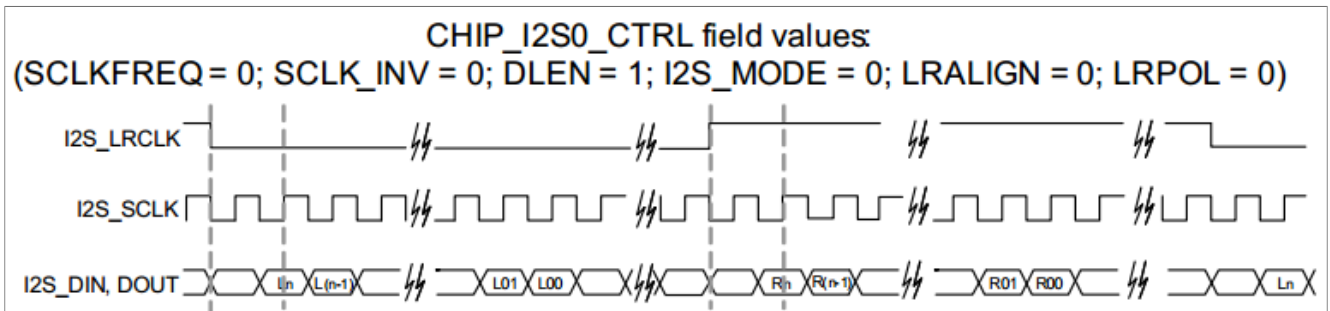 CHIP_I2S0_CTRL field values:
(SCLKFREQ = 0; SCLK_INV = 0; DLEN = 1; I2S_MODE = 0; LRALIGN = 0; LRPOL = 0)
I2S_LRCLK
I2S_SCLK
I2S_DIN, DOUT Ln L(n-1) L01 L00 Rn R(n-1) R01 R00 Ln